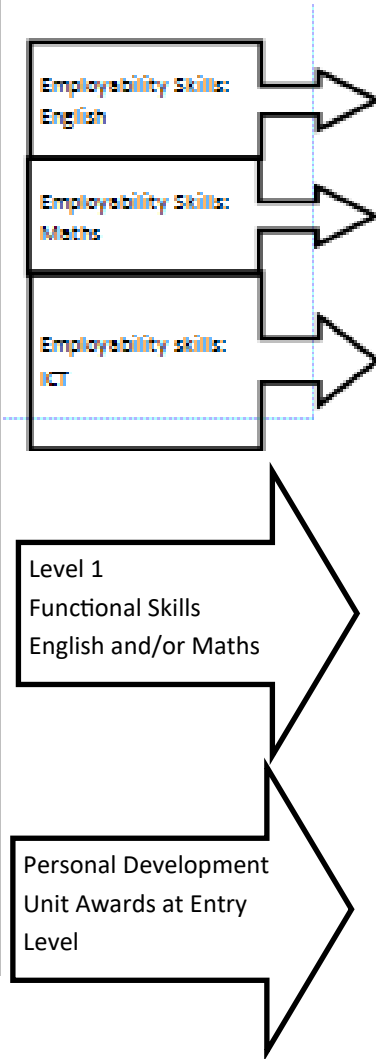 Employability Skills:
English
Employability Skills:
Maths
Employability skills:
ICT
Level 1
Functional Skills
English and/or Maths
Personal Development
Unit Awards at Entry
Level